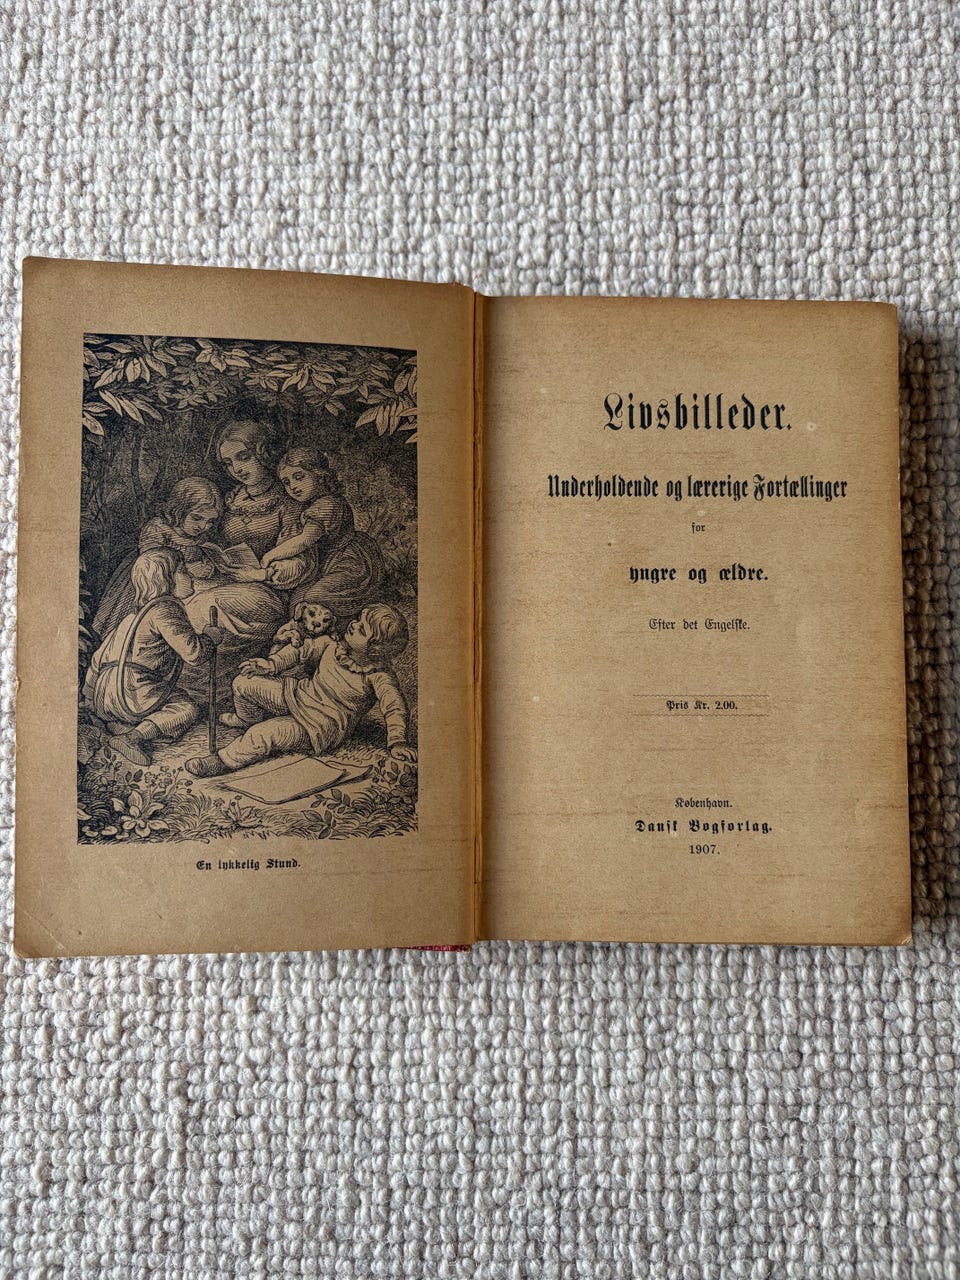 En lykkelig Stund.
Livsbilleder.
Underholdende og lærerige Fortællinger
for
yngre og ældre.
Efter det Engelske.
Pris Kr. 2.00.
København.
Dansk Bogforlag.
1907.